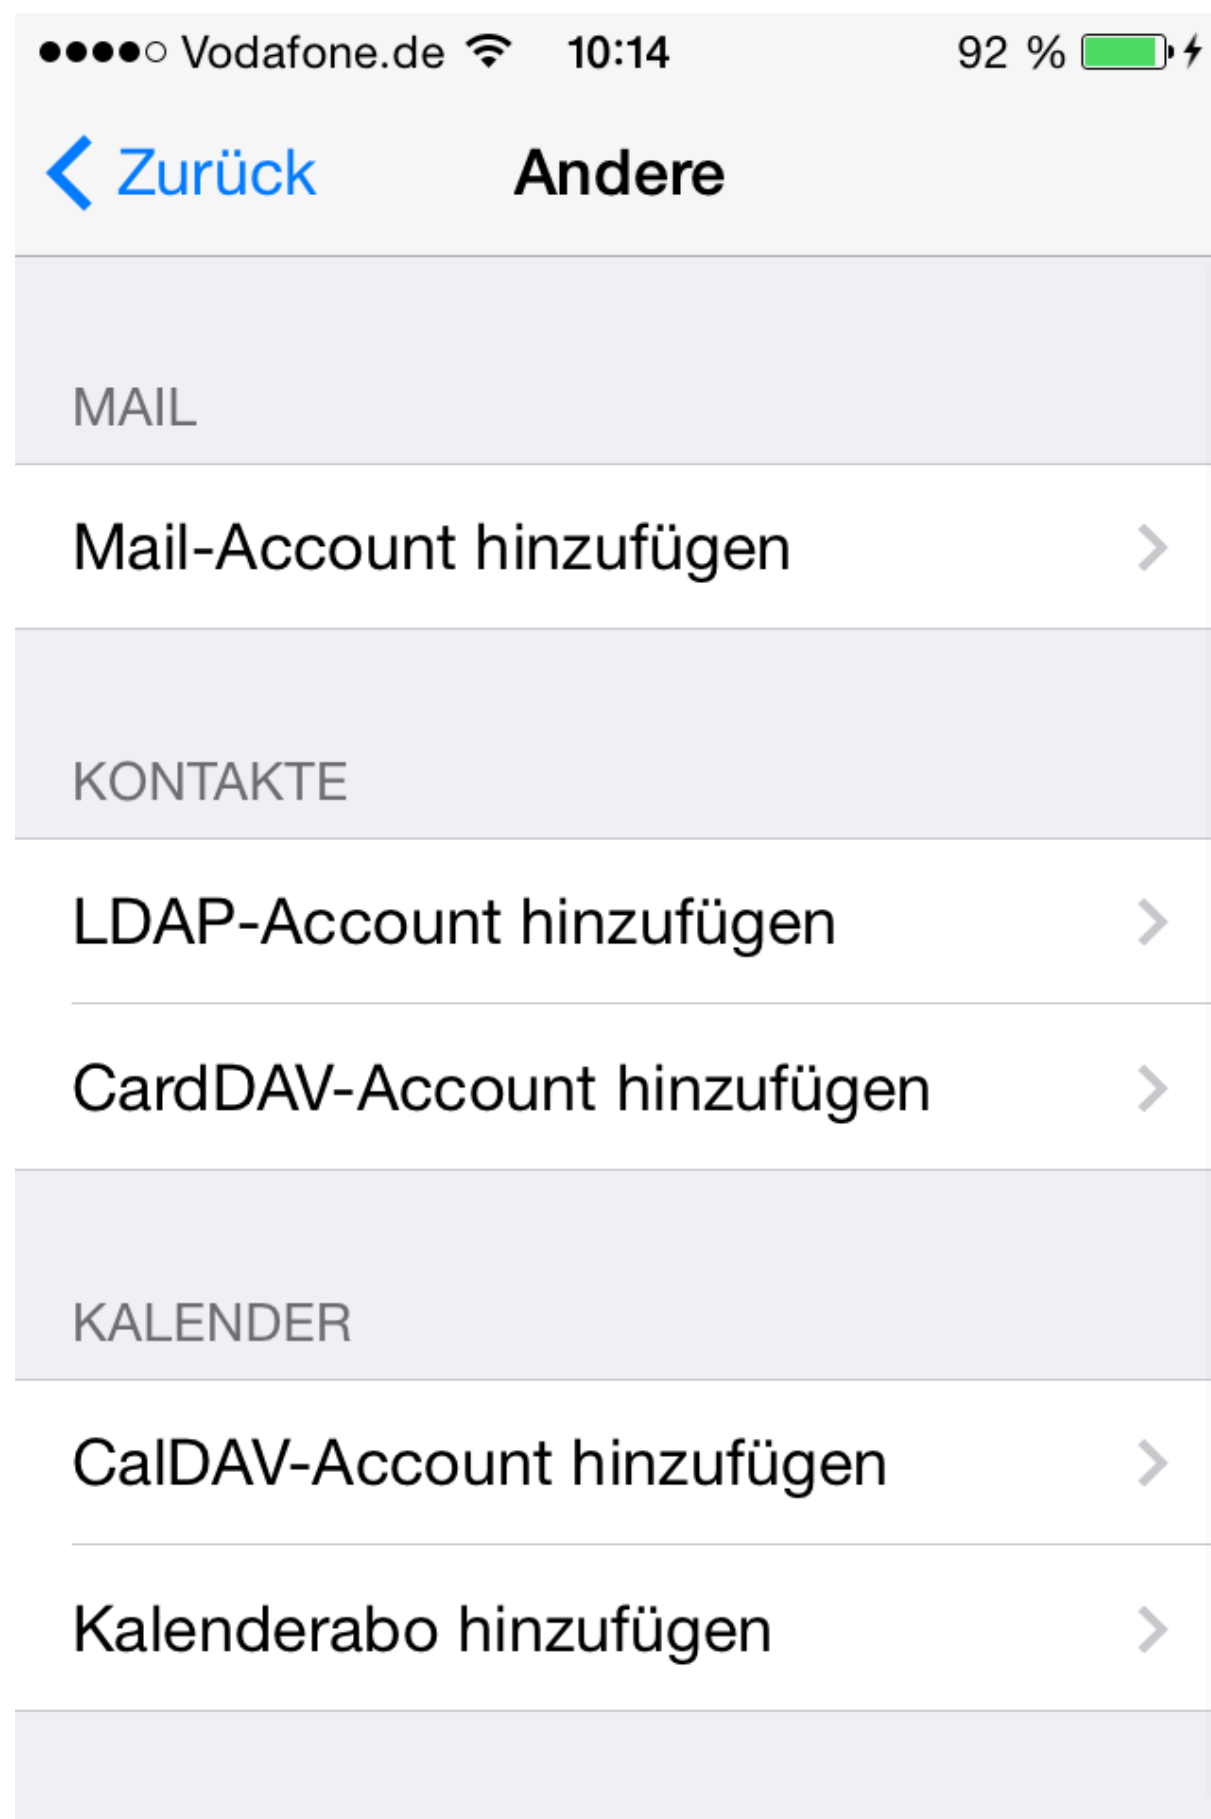 Vodafone.de 10:14 92 %
Zurück Andere
MAIL
Mail-Account hinzufügen
KONTAKTE
LDAP-Account hinzufügen
CardDAV-Account hinzufügen
KALENDER
CalDAV-Account hinzufügen
Kalenderabo hinzufügen